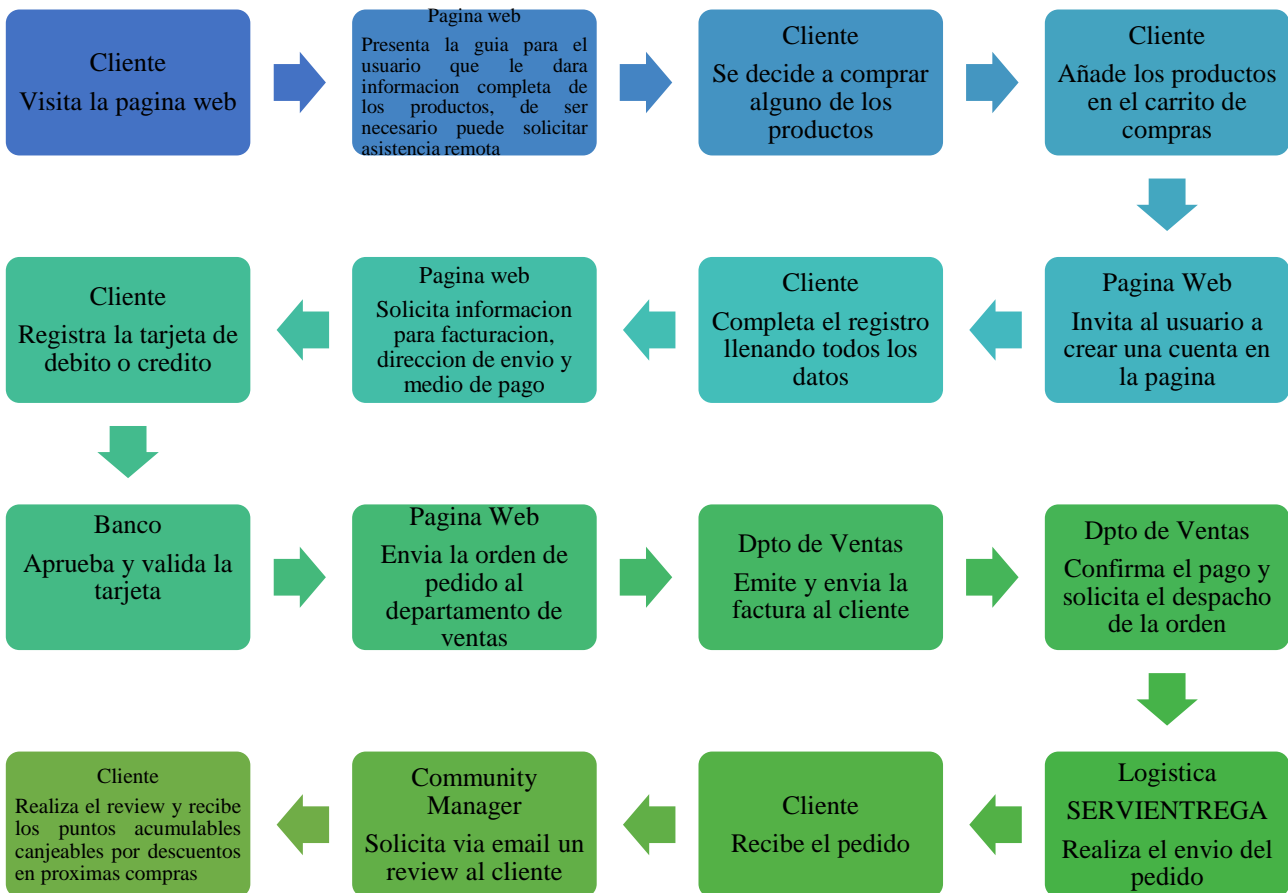 Cliente
Visita la pagina web
Pagina web
Presenta la guia para el
usuario que le dara
informacion completa de
los productos, de ser
necesario puede solicitar
asistencia remota
Cliente
Se decide a comprar
alguno de los
productos
Cliente
Añade los productos
en el carrito de
compras
Pagina Web
Invita al usuario a
crear una cuenta en
la pagina
Cliente
Completa el registro
llenando todos los
datos
Pagina web
Solicita informacion
para facturacion,
direccion de envio y
medio de pago
Cliente
Registra la tarjeta de
debito o credito
Banco
Aprueba y valida la
tarjeta
Pagina Web
Envia la orden de
pedido al
departamento de
ventas
Dpto de Ventas
Emite y envia la
factura al cliente
Dpto de Ventas
Confirma el pago y
solicita el despacho
de la orden
Logistica
SERVIENTREGA
Realiza el envio del
pedido
Cliente
Recibe el pedido
Community
Manager
Solicita via email un
review al cliente
Cliente
Realiza el review y recibe
los puntos acumulables
canjeables por descuentos
en proximas compras